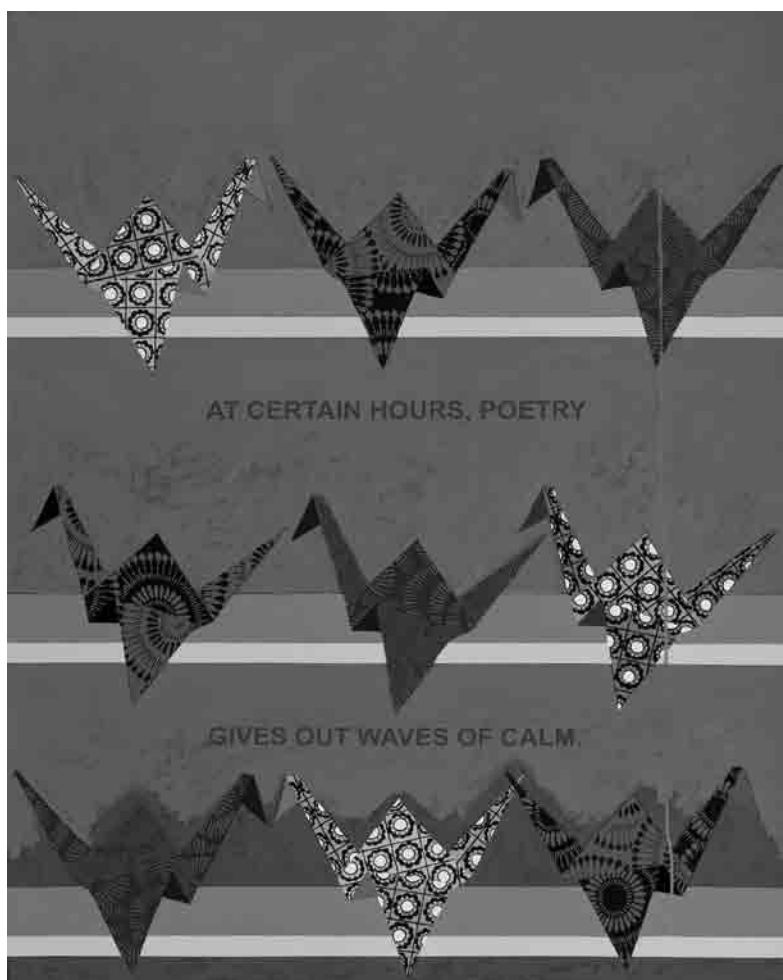 AT CERTAIN HOURS, POETRY
GIVES OUT WAVES OF CALM.